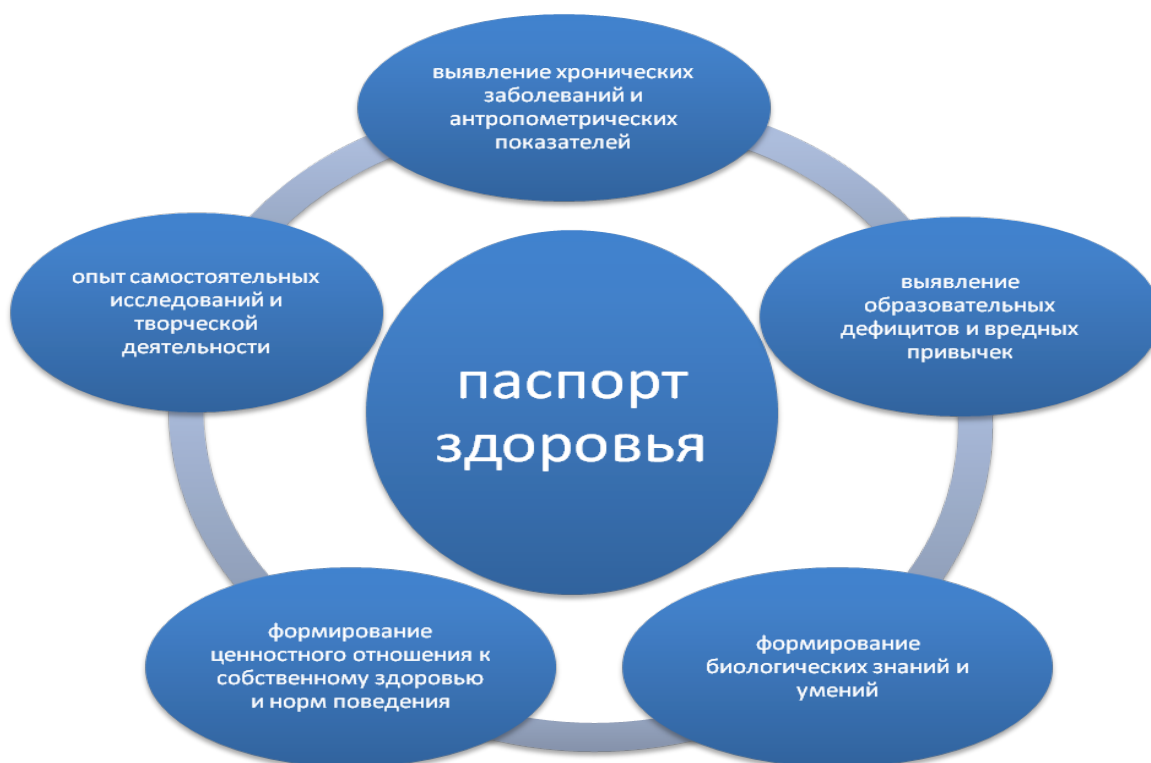 выявление хронических
заболеваний и
антропометрических
показателей
опыт самостоятельных
исследований и
творческой
деятельности
выявление
образовательных
дефицитов и вредных
привычек
паспорт
здоровья
формирование
ценностного отношения к
собственному здоровью
и норм поведения
формирование
биологических знаний и
умений